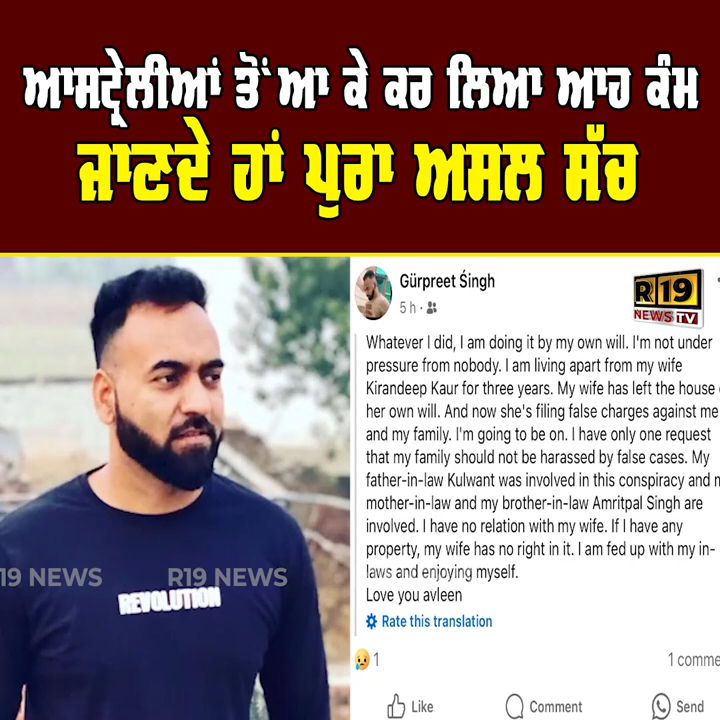 ਆਸਟ੍ਰੇਲੀਆਂ ਤੋਂ ਆ ਕੇ ਕਰ ਲਿਆ ਆਹ ਕੰਮ
ਜਾਣਦੇ ਹਾਂ ਪੂਰਾ ਅਸਲ ਸੱਚ
Gürpreet Śingh
5 h
R 19
NEWS TV
Whatever I did, I am doing it by my own will. I'm not under
pressure from nobody. I am living apart from my wife
Kirandeep Kaur for three years. My wife has left the house
her own will. And now she's filing false charges against me
and my family. I'm going to be on. I have only one request
that my family should not be harassed by false cases. My
father-in-law Kulwant was involved in this conspiracy and
mother-in-law and my brother-in-law Amritpal Singh are
involved. I have no relation with my wife. If I have any
property, my wife has no right in it. I am fed up with my in-
laws and enjoying myself.
Love you avleen
Rate this translation
1
1 comme
Like
Comment
Send
19 NEWS
R19 NEWS
REVOLUTION